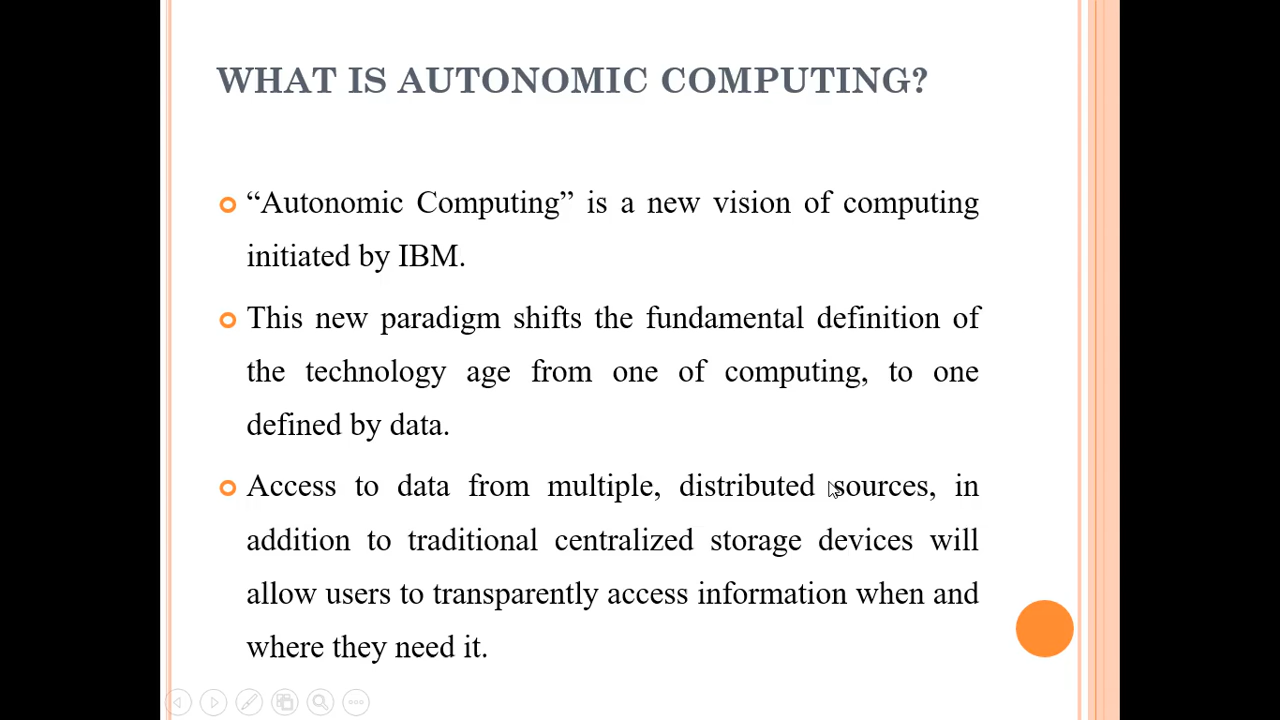 WHAT IS AUTONOMIC COMPUTING?
“Autonomic Computing” is a new vision of computing
initiated by IBM.
This new paradigm shifts the fundamental definition of
the technology age from one of computing, to one
defined by data.
Access to data from multiple, distributed sources, in
addition to traditional centralized storage devices will
allow users to transparently access information when and
where they need it.